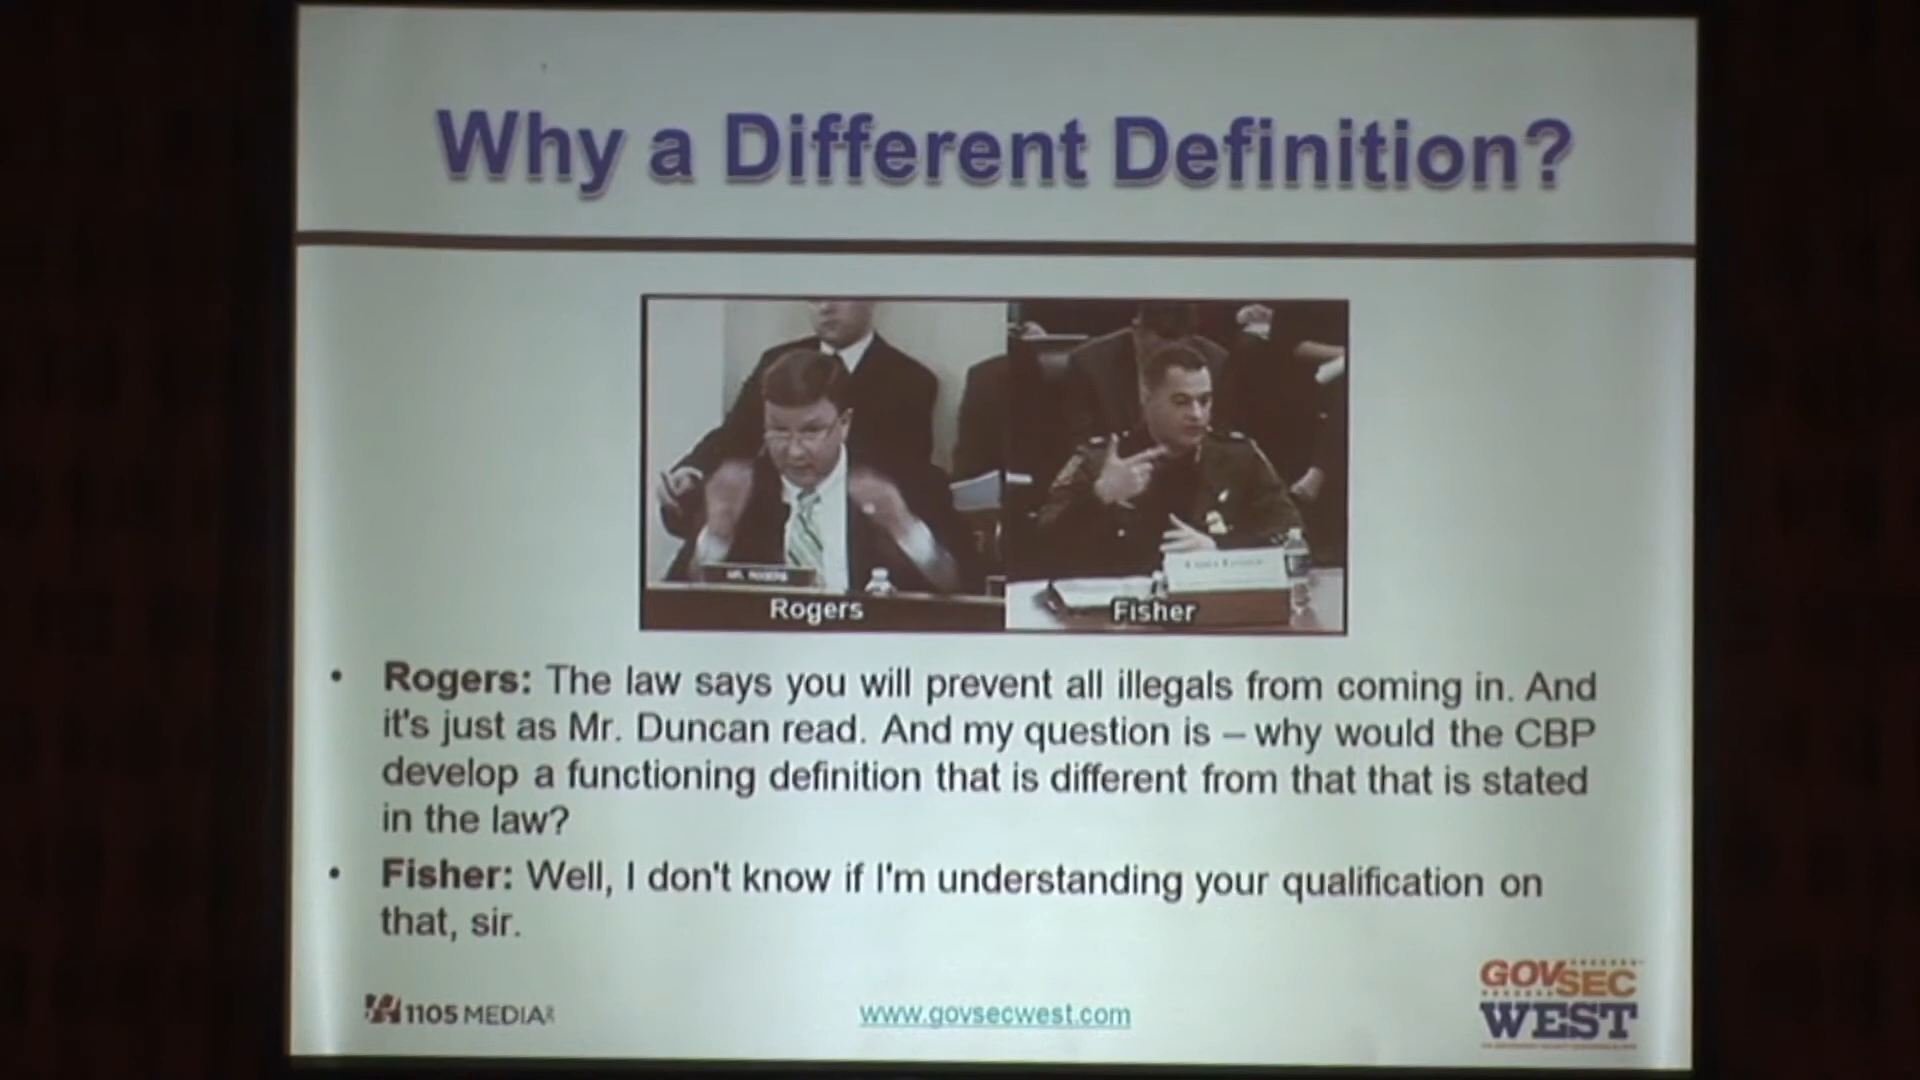 Why a Different Definition?
MR. ROGERS
Rogers
Fisher
• Rogers: The law says you will prevent all illegals from coming in. And
it's just as Mr. Duncan read. And my question is – why would the CBP
develop a functioning definition that is different from that that is stated
in the law?
• Fisher: Well, I don't know if I'm understanding your qualification on
that, sir.
1105 MEDIA
www.govsecwest.com
GOVSEC
WEST